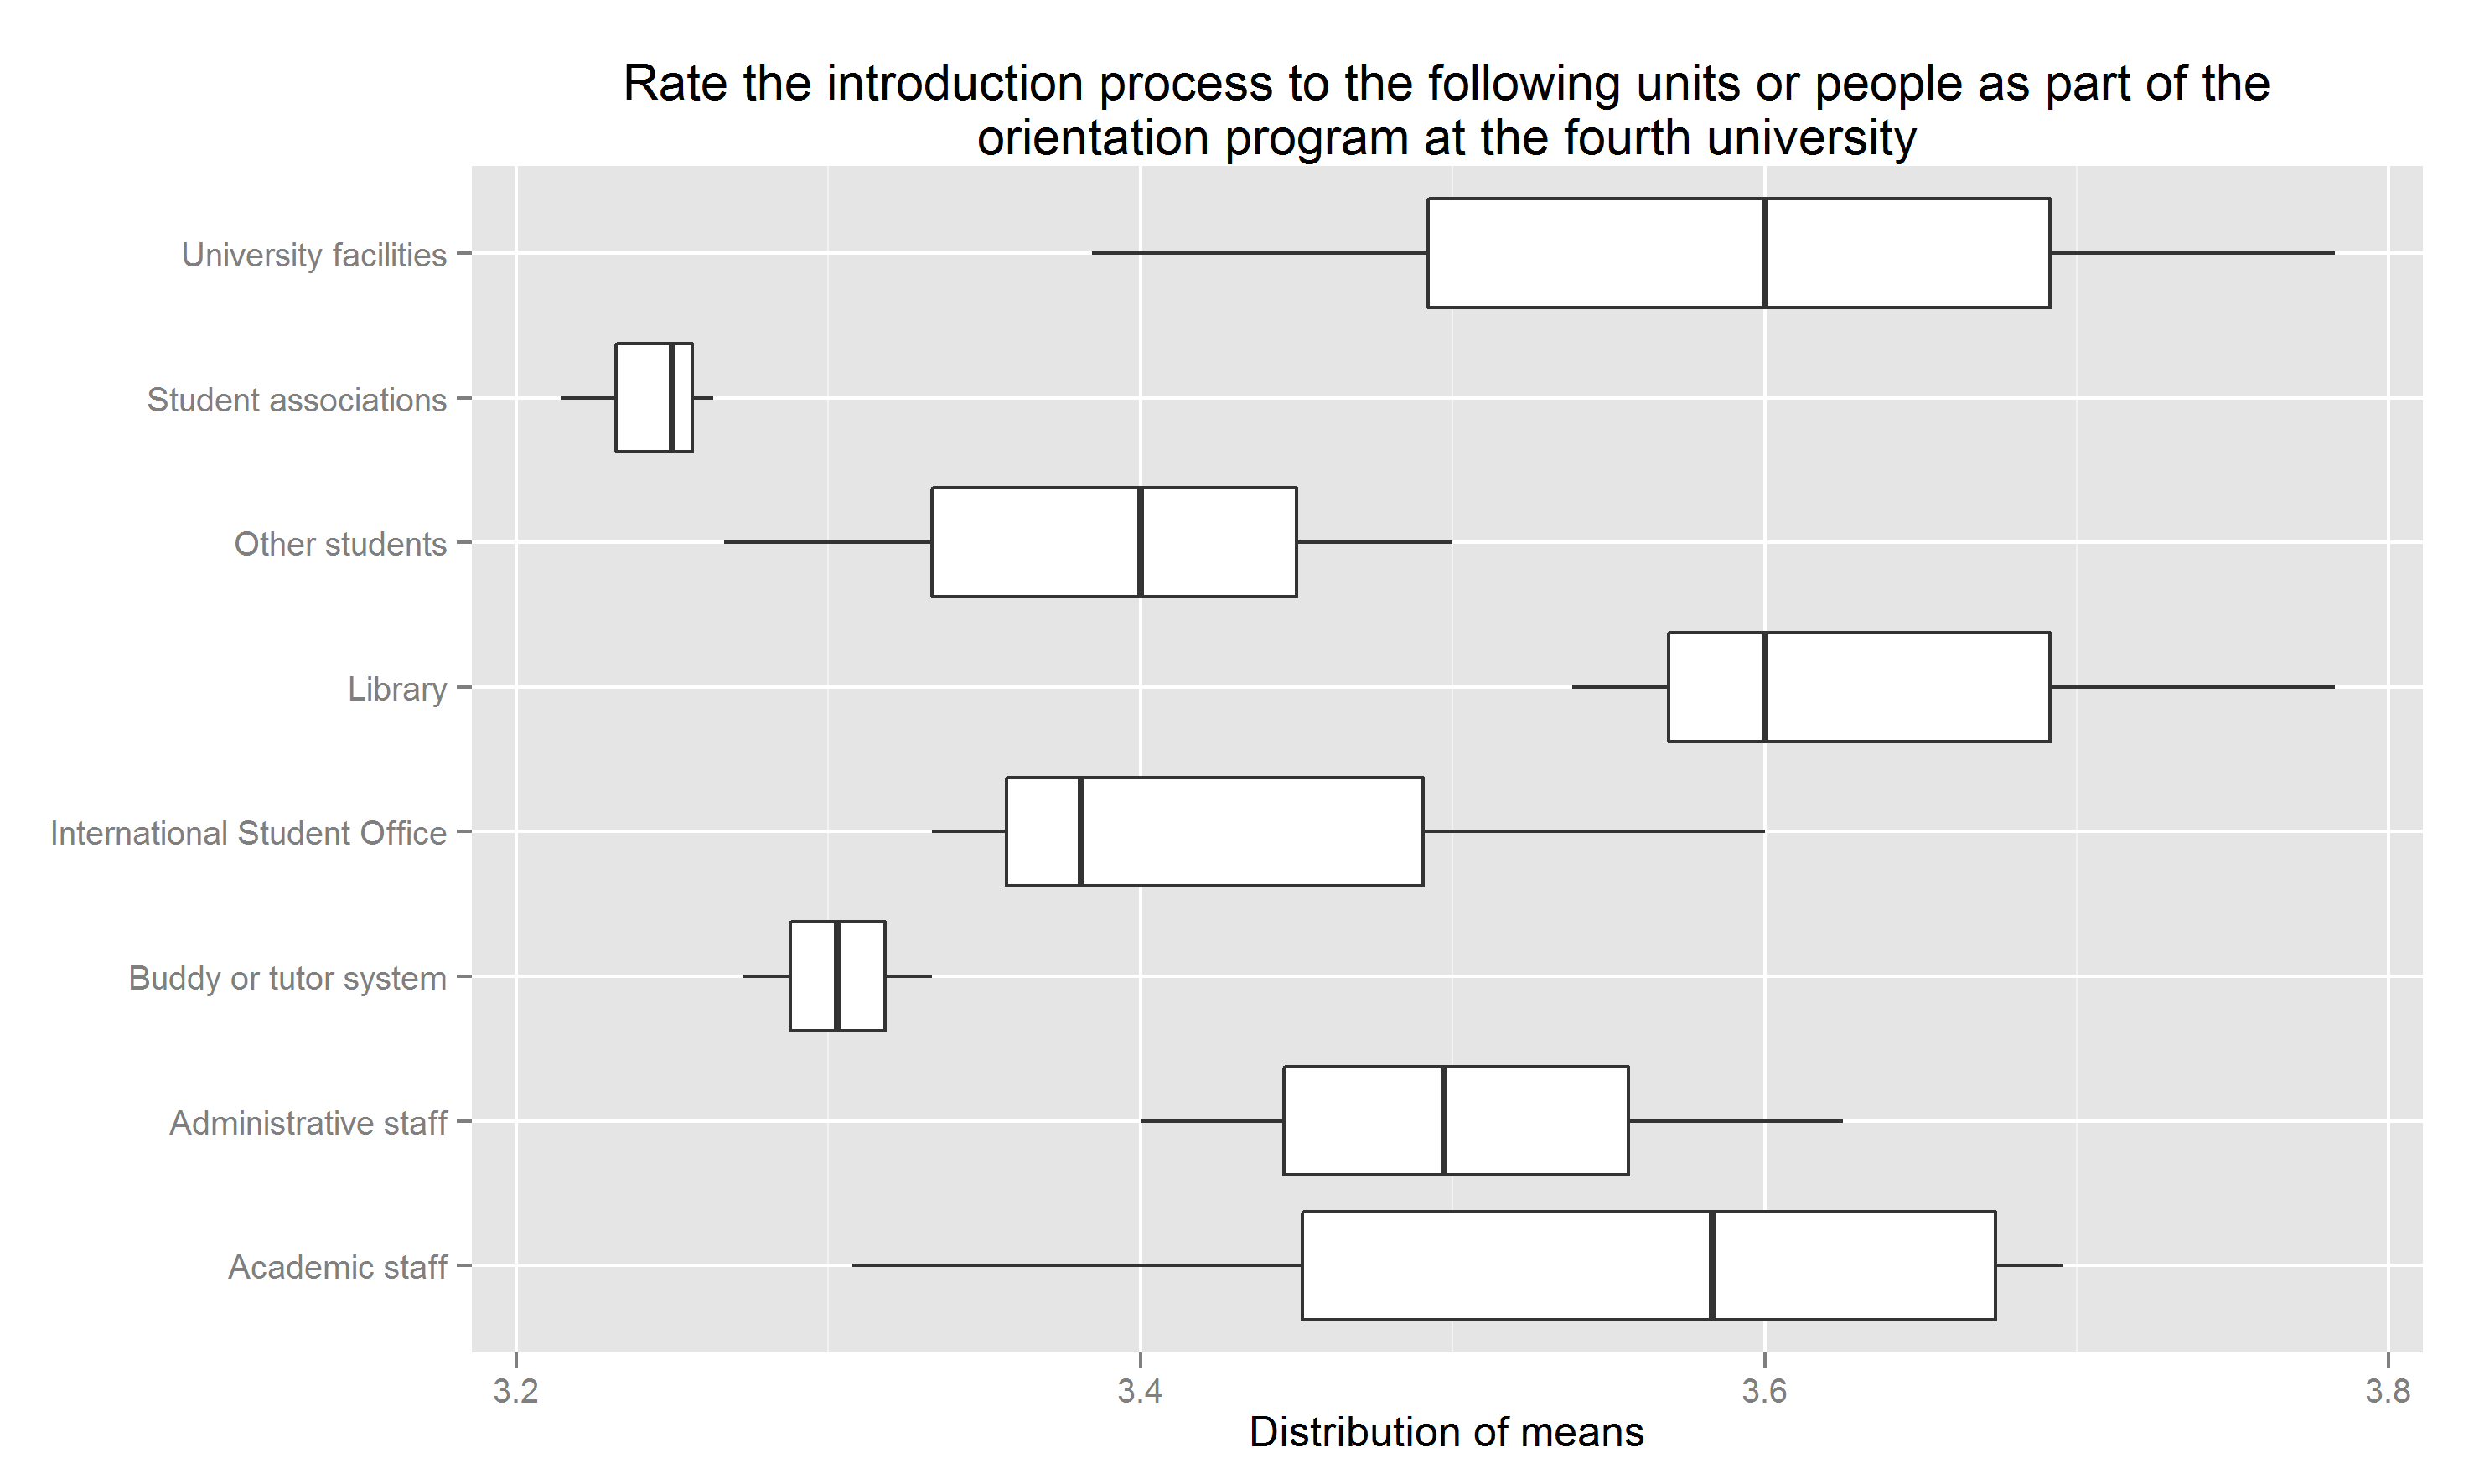 Rate the introduction process to the following units or people as part of the
orientation program at the fourth university
University facilities
Student associations
Other students
Library
International Student Office
Buddy or tutor system
Administrative staff
Academic staff
3.2
3.4
3.6
3.8
Distribution of means